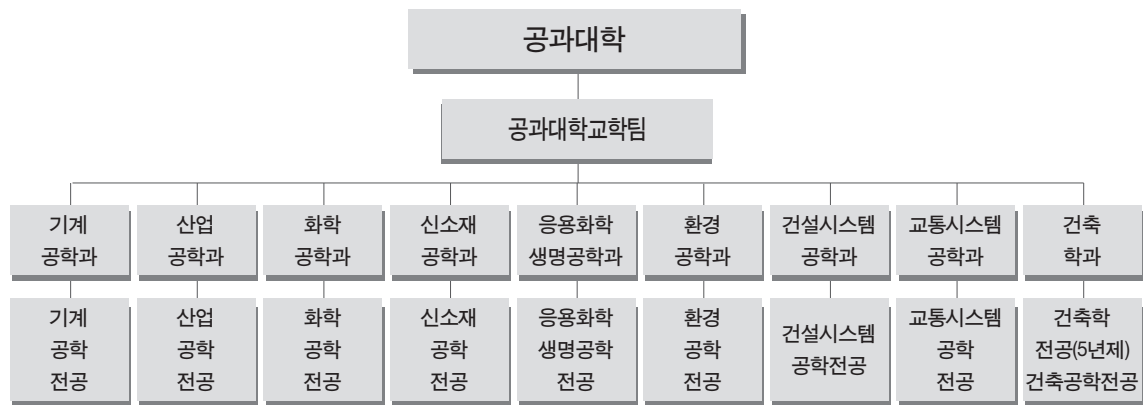 공과대학
공과대학교학팀
기계
공학과
산업
공학과
화학
공학과
신소재
공학과
응용화학
생명공학과
환경
공학과
건설시스템
공학과
교통시스템
공학과
건축
학과
기계
공학
전공
산업
공학
전공
화학
공학
전공
신소재
공학
전공
응용화학
생명공학
전공
환경
공학
전공
건설시스템
공학전공
교통시스템
공학
전공
건축학
전공(5년제)
건축공학전공